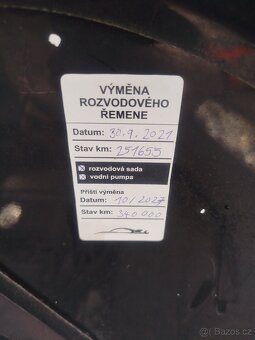 VÝMĚNA
ROZVODOVÉHO
ŘEMENE
Datum: 30.9.2021
Stav km: 251655
rozvodová sada
vodní pumpa
Příští výměna
Datum: 10/2027
Stav km: 340 000
Bazos.cz